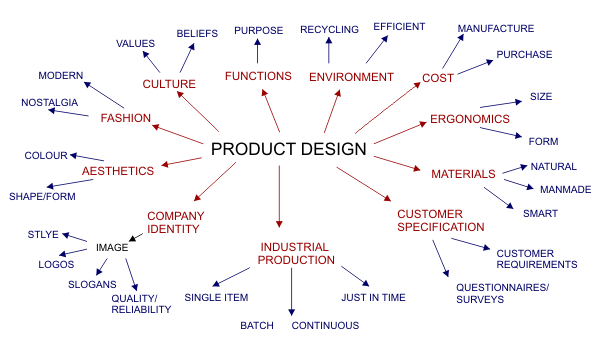 MANUFACTURE
RECYCLING
EFFICIENT
PURPOSE
BELIEFS
VALUES
PURCHASE
MODERN
CULTURE
FUNCTIONS
ENVIRONMENT
COST
NOSTALGIA
SIZE
FASHION
ERGONOMICS
FORM
PRODUCT DESIGN
COLOUR
AESTHETICS
MATERIALS
NATURAL
MANMADE
SHAPE/FORM
SMART
COMPANY
IDENTITY
CUSTOMER
SPECIFICATION
STLYE
IMAGE
INDUSTRIAL
PRODUCTION
CUSTOMER
REQUIREMENTS
LOGOS
SLOGANS
QUALITY/
RELIABILITY
SINGLE ITEM
JUST IN TIME
QUESTIONNAIRES/
SURVEYS
BATCH
CONTINUOUS